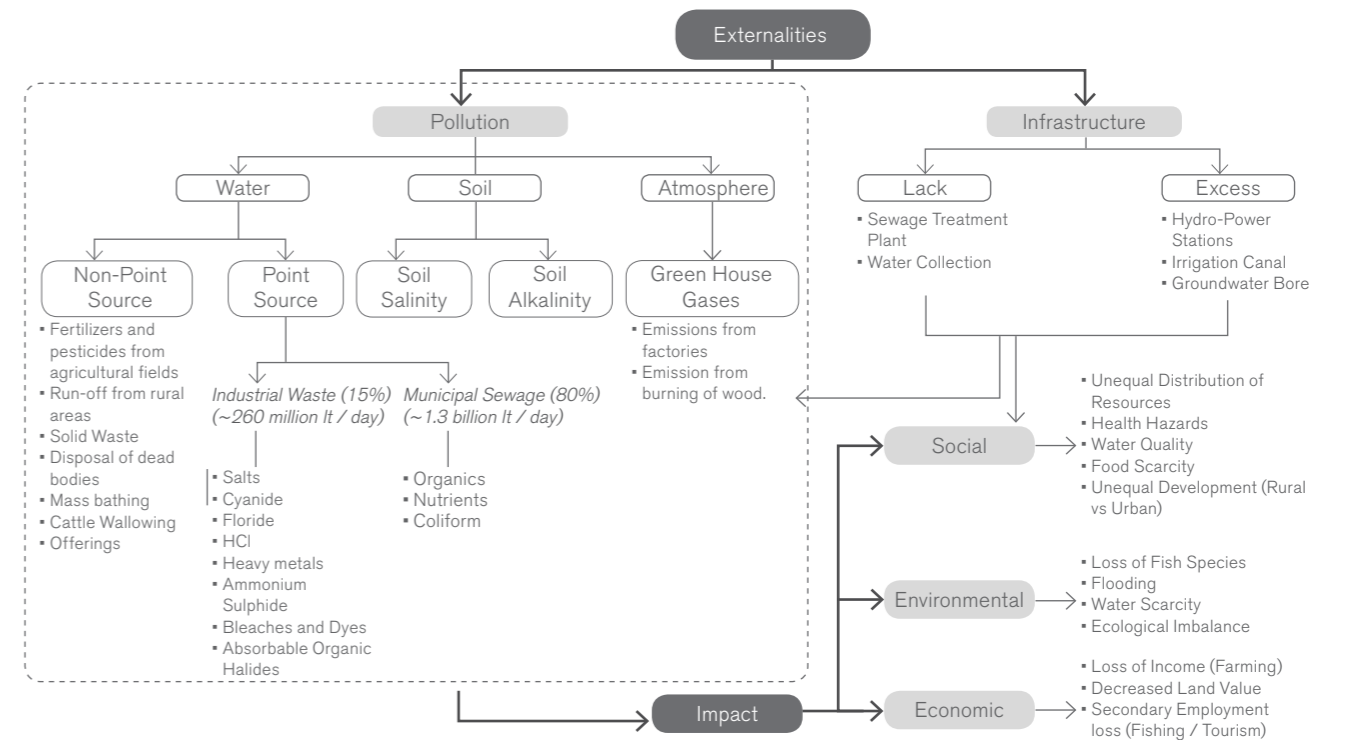 Externalities
Pollution
Infrastructure
Water
Soil
Atmosphere
Lack
Excess
▪ Sewage Treatment
Plant
▪ Water Collection
▪ Hydro-Power
Stations
▪ Irrigation Canal
▪ Groundwater Bore
Non-Point
Source
Point
Source
Soil
Salinity
Soil
Alkalinity
Green House
Gases
▪ Fertilizers and
pesticides from
agricultural fields
▪ Run-off from rural
areas
▪ Solid Waste
▪ Disposal of dead
bodies
▪ Mass bathing
▪ Cattle Wallowing
▪ Offerings
▪ Emissions from
factories
▪ Emission from
burning of wood.
Industrial Waste (15%)
(~260 million lt / day)
Municipal Sewage (80%)
(~1.3 billion lt / day)
▪ Salts
▪ Cyanide
▪ Floride
▪ HCl
▪ Heavy metals
▪ Ammonium
Sulphide
▪ Bleaches and Dyes
▪ Absorbable Organic
Halides
▪ Organics
▪ Nutrients
▪ Coliform
Impact
Social
▪ Unequal Distribution of
Resources
▪ Health Hazards
▪ Water Quality
▪ Food Scarcity
▪ Unequal Development (Rural
vs Urban)
Environmental
▪ Loss of Fish Species
▪ Flooding
▪ Water Scarcity
▪ Ecological Imbalance
Economic
▪ Loss of Income (Farming)
▪ Decreased Land Value
▪ Secondary Employment
loss (Fishing / Tourism)